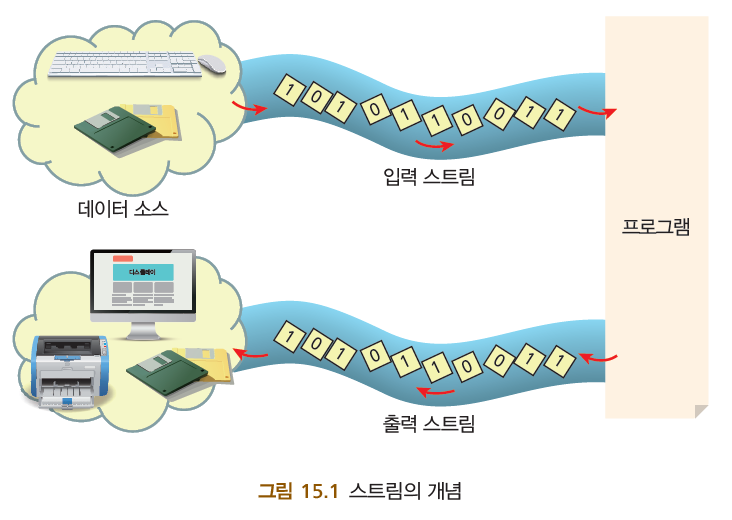 1 0 1 0 1 1 0 0 1 1
입력 스트림
데이터 소스
프로그램
디스플레이
1 0 1 0 1 1 0 0 1 1
출력 스트림
그림 15.1 스트림의 개념